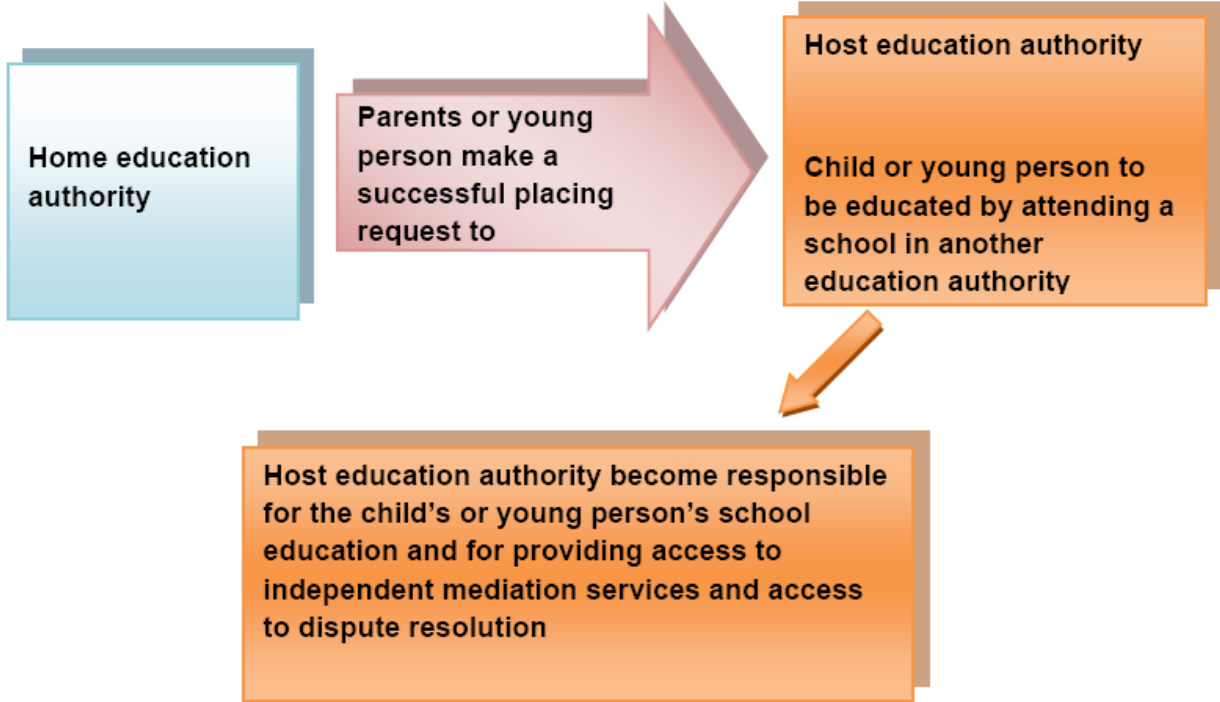 Home education
authority
Parents or young
person make a
successful placing
request to
Host education authority
Child or young person to
be educated by attending a
school in another
education authority
Host education authority become responsible
for the child’s or young person’s school
education and for providing access to
independent mediation services and access
to dispute resolution